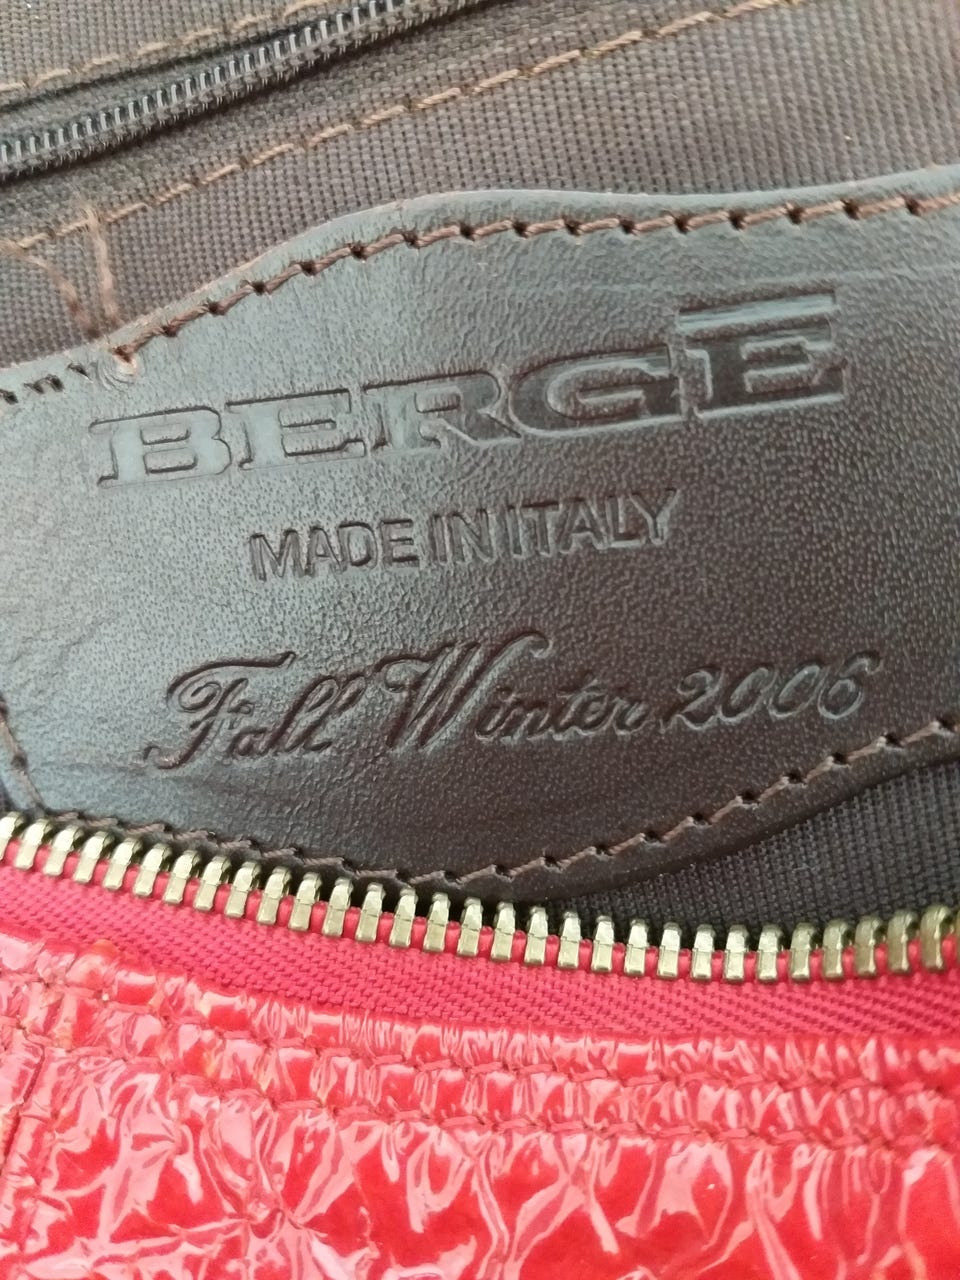 BERGE
MADE IN ITALY
Fall Winter 2006